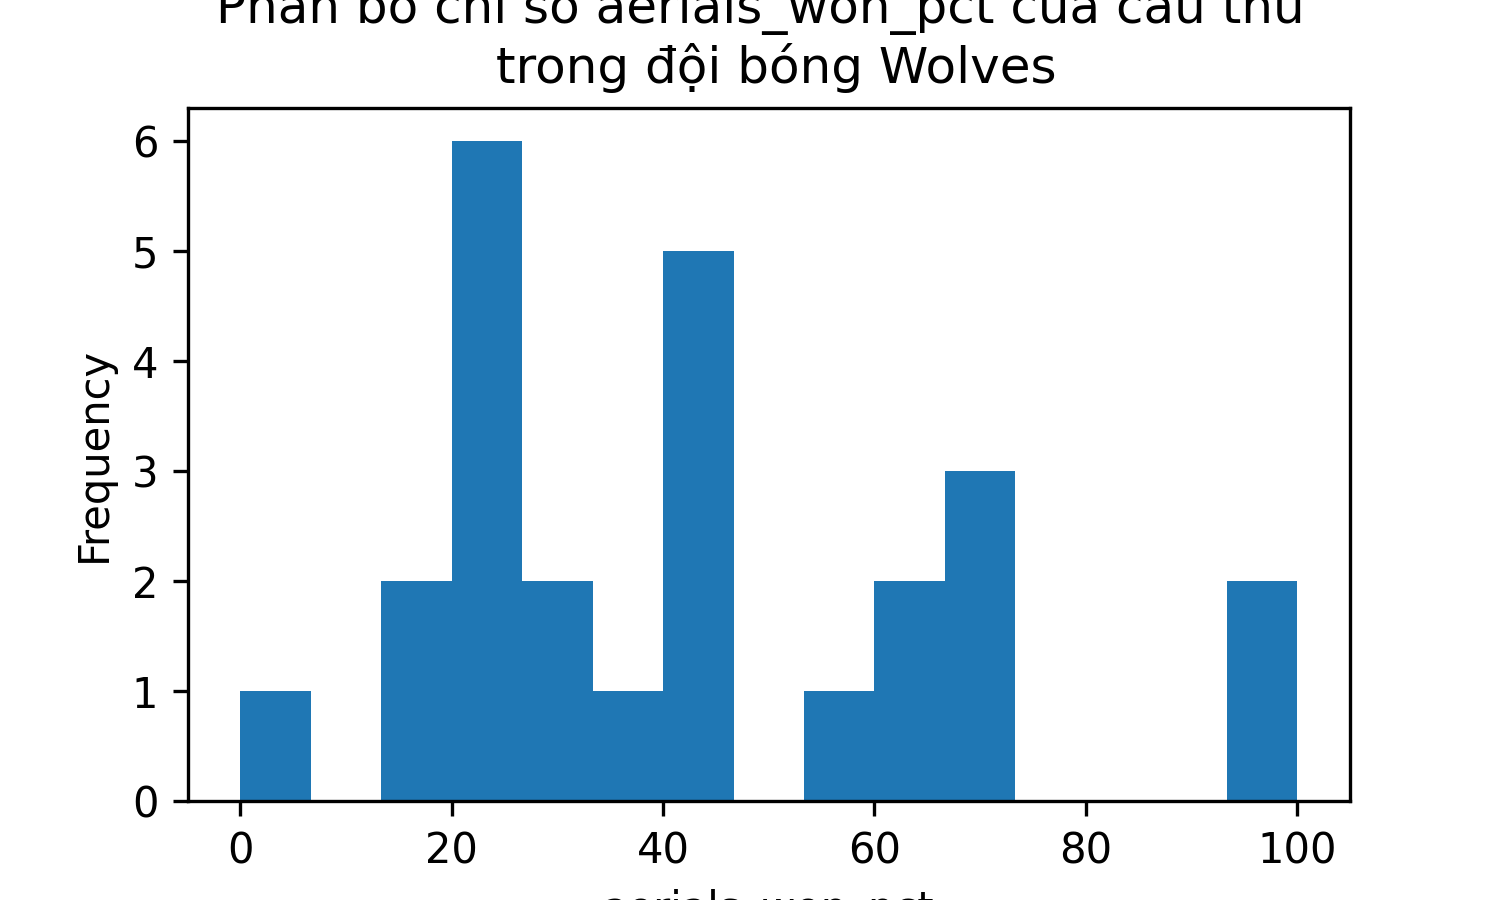 Phân bố chỉ số aerials_won_pct của cầu thủ
trong đội bóng Wolves
6
5
4
3
2
1
0
Frequency
0 20 40 60 80 100
aerials_won_pct